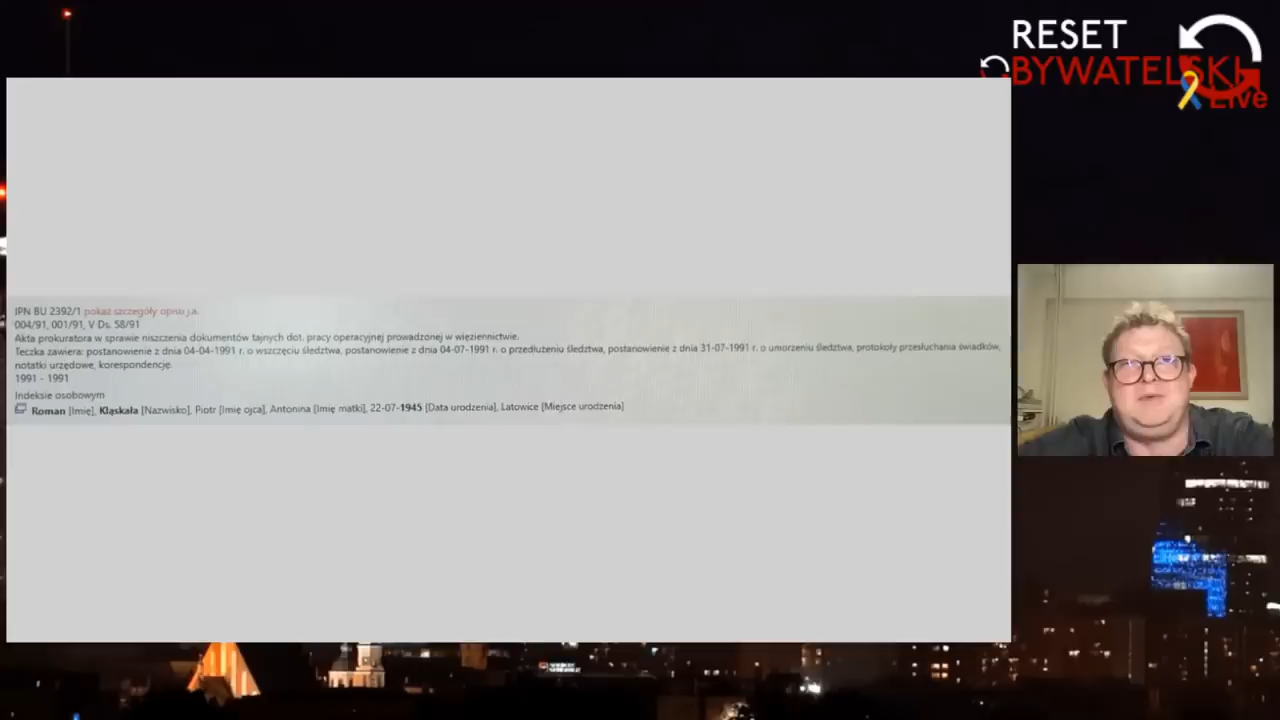 RESET
OBYWATELSKI
Live
IPN BU 2392/1 pokaż szczegóły opisu j.a.
004/91, 001/91, V Ds. 58/91
Akta prokuratora w sprawie niszczenia dokumentów tajnych dot. pracy operacyjnej prowadzonej w więziennictwie.
Teczka zawiera: postanowienie z dnia 04-04-1991 r. o wszczęciu śledztwa, postanowienie z dnia 04-07-1991 r. o przedłużeniu śledztwa, postanowienie z dnia 31-07-1991 r. o umorzeniu śledztwa, protokoły przesłuchania świadków,
notatki urzędowe, korespondencję.
1991 - 1991
Indeksie osobowym
Roman [Imię], Kląskała [Nazwisko], Piotr [Imię ojca], Antonina [Imię matki], 22-07-1945 [Data urodzenia], Latowice [Miejsce urodzenia]